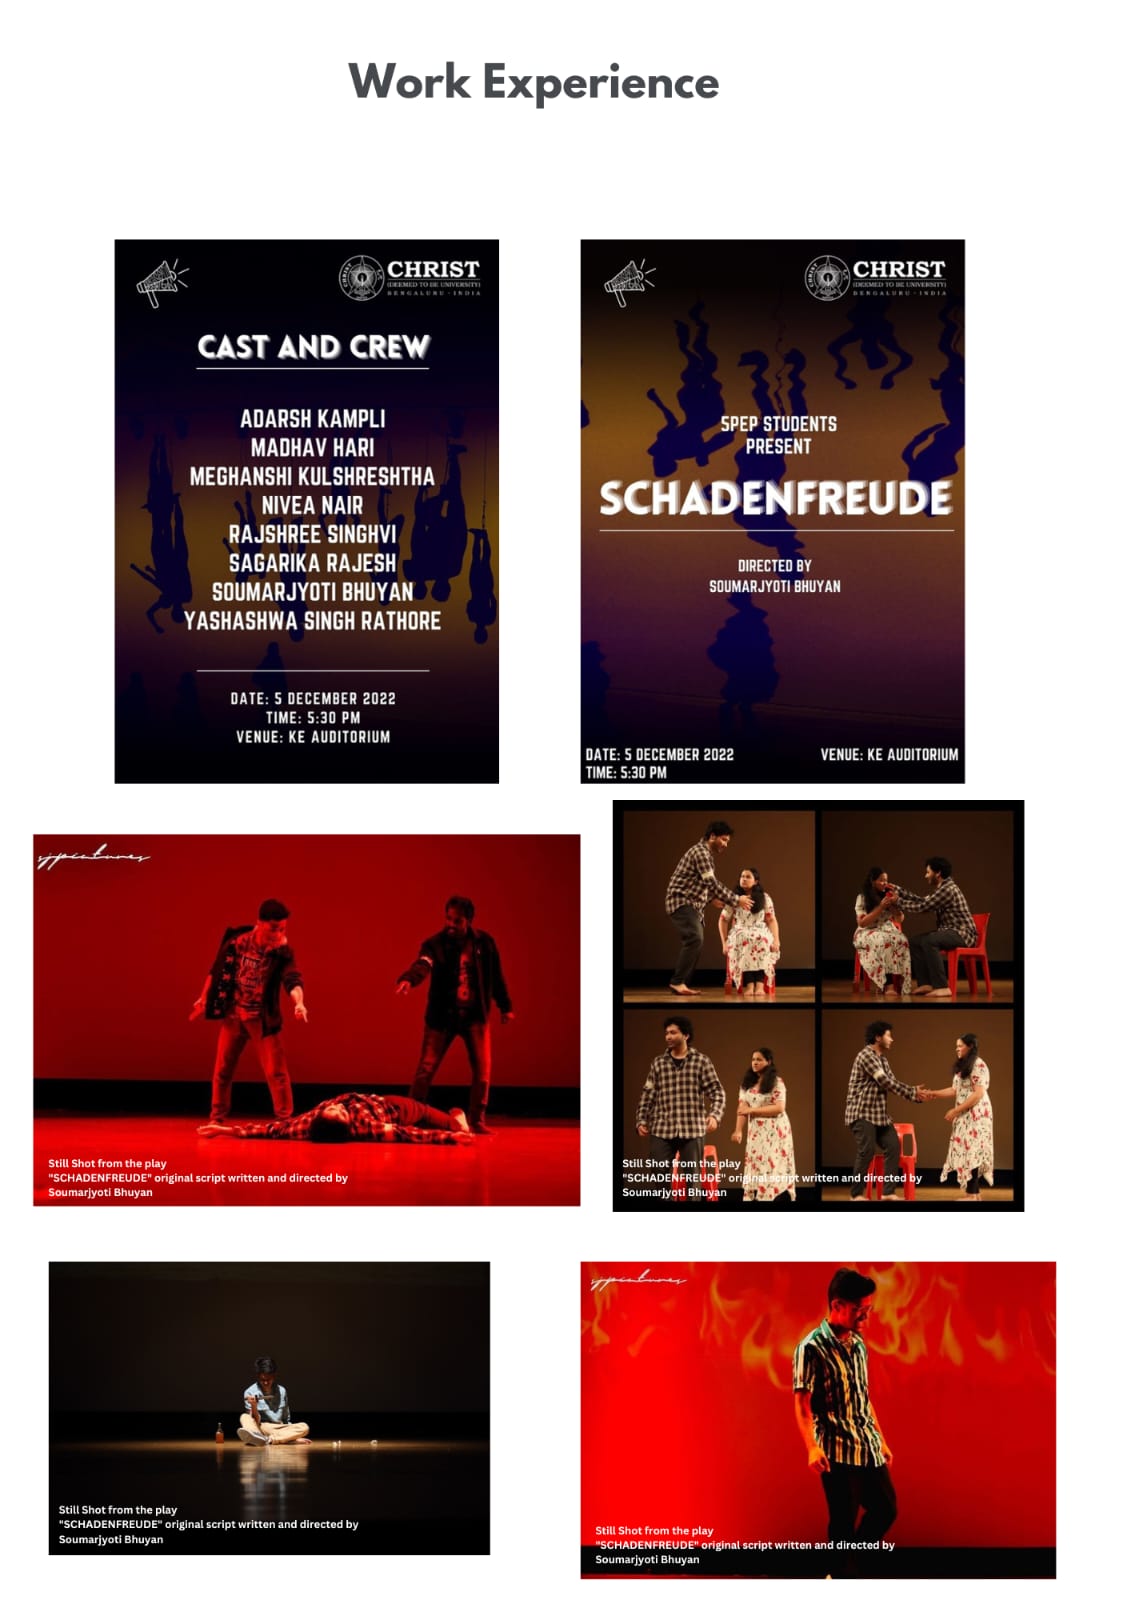 Work Experience
CHRIST
(DEEMED TO BE UNIVERSITY)
BENGALURU · INDIA
CAST AND CREW
ADARSH KAMPLI
MADHAV HARI
MEGHANSHI KULSHRESHTHA
NIVEA NAIR
RAJSHREE SINGHVI
SAGARIKA RAJESH
SOUMARJYOTI BHUYAN
YASHASHWA SINGH RATHORE
DATE: 5 DECEMBER 2022
TIME: 5:30 PM
VENUE: KE AUDITORIUM
CHRIST
(DEEMED TO BE UNIVERSITY)
BENGALURU · INDIA
5PEP STUDENTS
PRESENT
SCHADENFREUDE
DIRECTED BY
SOUMARJYOTI BHUYAN
DATE: 5 DECEMBER 2022
TIME: 5:30 PM
VENUE: KE AUDITORIUM
sjpictures
Still Shot from the play
"SCHADENFREUDE" original script written and directed by
Soumarjyoti Bhuyan
Still Shot from the play
"SCHADENFREUDE" original script written and directed by
Soumarjyoti Bhuyan
Still Shot from the play
"SCHADENFREUDE" original script written and directed by
Soumarjyoti Bhuyan
sjpictures
Still Shot from the play
"SCHADENFREUDE" original script written and directed by
Soumarjyoti Bhuyan